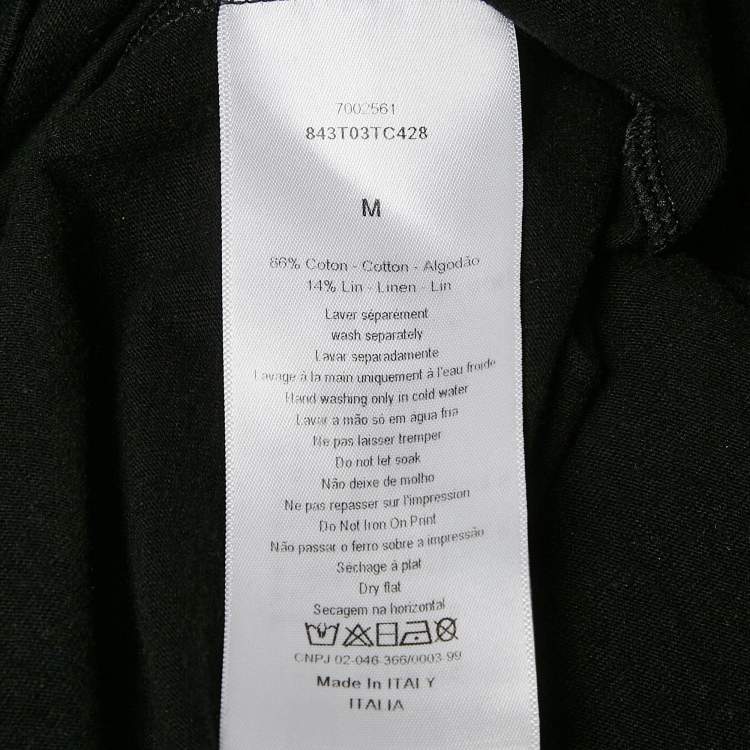 7002561
843T03TC428
M
86% Coton - Cotton - Algodão
14% Lin - Linen - Lin
Laver séparément
wash separately
Lavar separadamente
Lavage à la main uniquement à l'eau froide
Hand washing only in cold water
Lavar a mão só em agua fria
Ne pas laisser tremper
Do not let soak
Não deixe de molho
Ne pas repasser sur l'impression
Do Not Iron On Print
Não passar o ferro sobre a impressão
Séchage à plat
Dry flat
Secagem na horizontal
CNPJ 02-046-366/0003-99
Made In ITALY
ITALIA